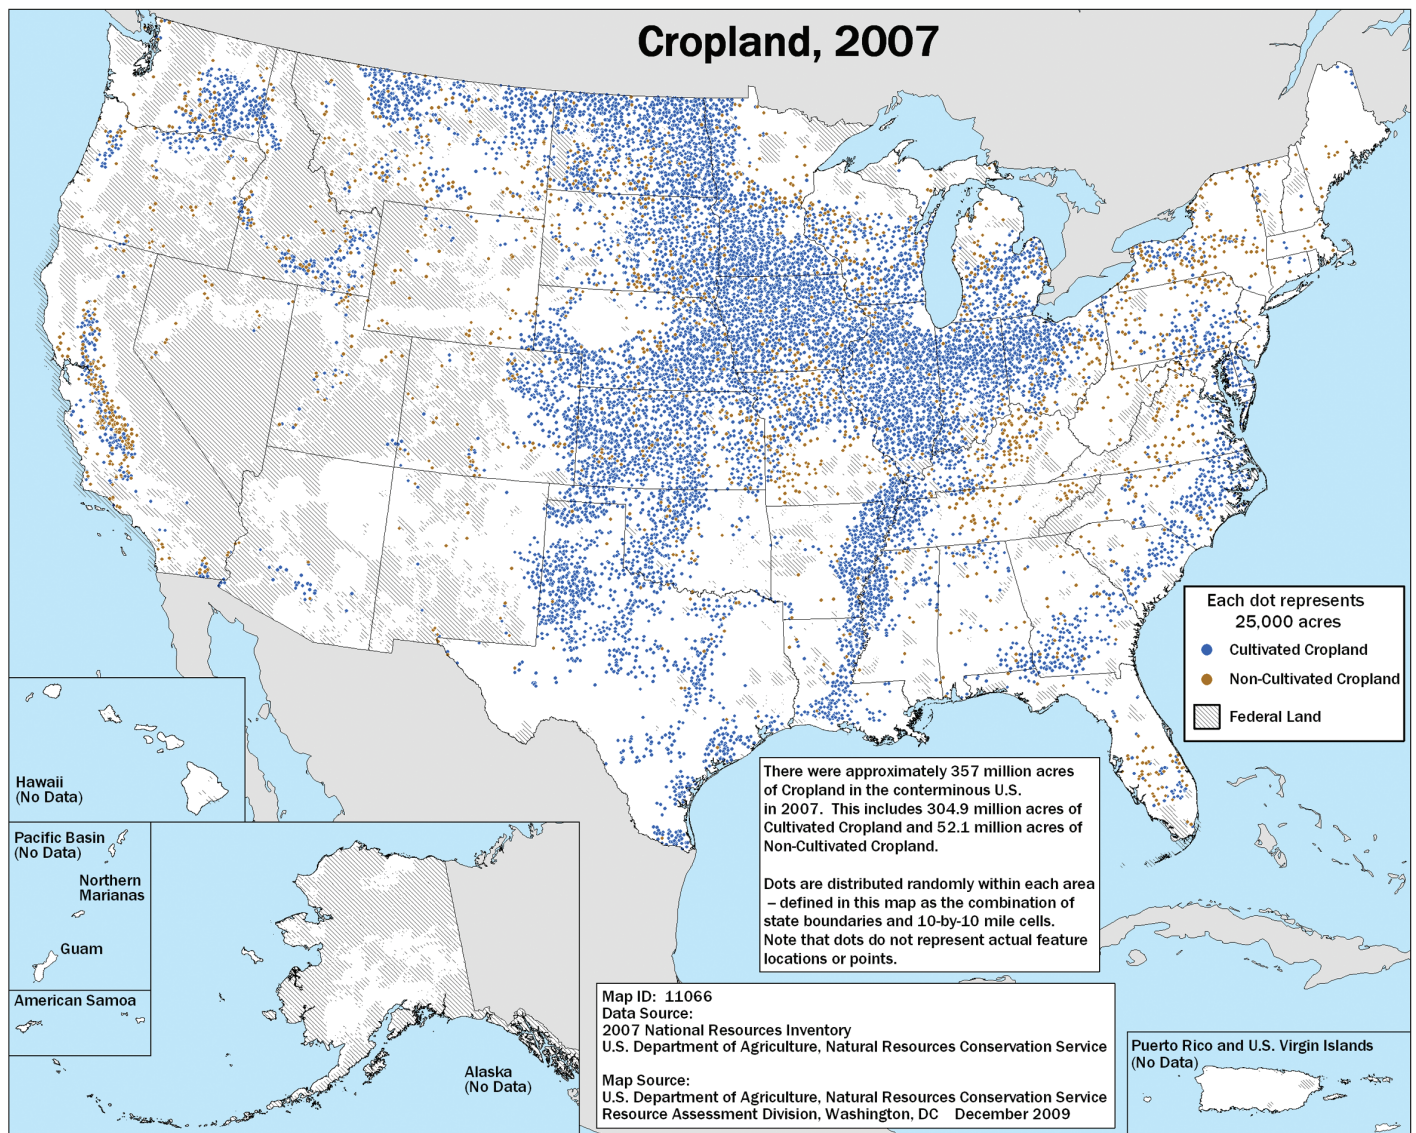 Cropland, 2007
Each dot represents
25,000 acres
Cultivated Cropland
Non-Cultivated Cropland
Federal Land
There were approximately 357 million acres
of Cropland in the conterminous U.S.
in 2007.  This includes 304.9 million acres of
Cultivated Cropland and 52.1 million acres of
Non-Cultivated Cropland.
Dots are distributed randomly within each area
– defined in this map as the combination of
state boundaries and 10-by-10 mile cells.
Note that dots do not represent actual feature
locations or points.
Hawaii
(No Data)
Pacific Basin
(No Data)
Northern
Marianas
Guam
American Samoa
Alaska
(No Data)
Map ID:  11066
Data Source:
2007 National Resources Inventory
U.S. Department of Agriculture, Natural Resources Conservation Service
Map Source:
U.S. Department of Agriculture, Natural Resources Conservation Service
Resource Assessment Division, Washington, DC    December 2009
Puerto Rico and U.S. Virgin Islands
(No Data)